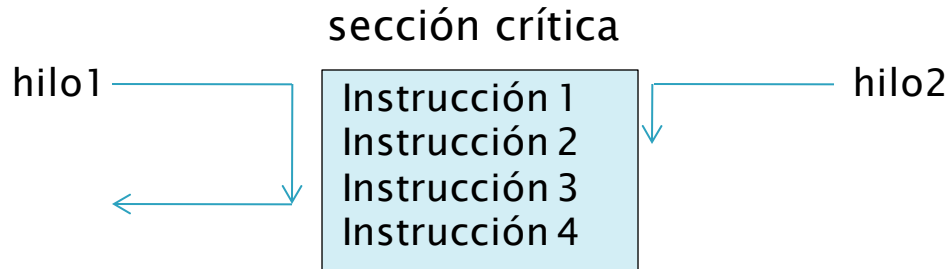 sección crítica
hilo1
hilo2
Instrucción 1
Instrucción 2
Instrucción 3
Instrucción 4